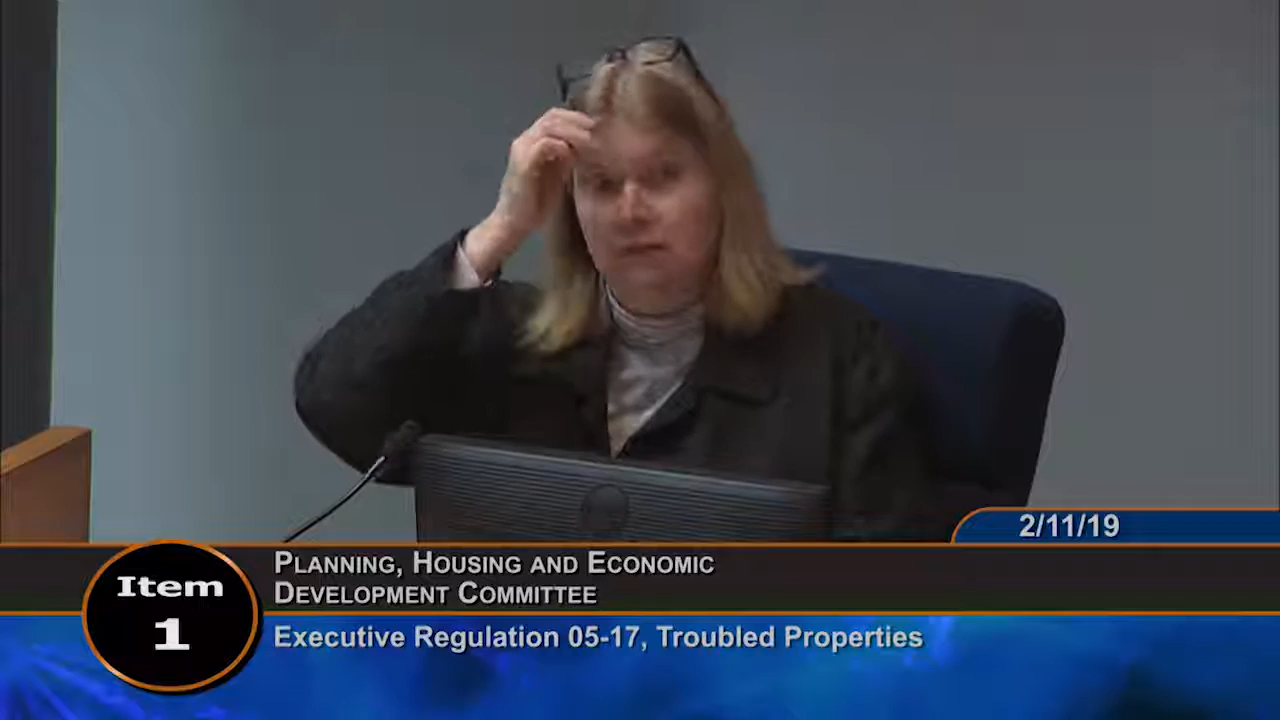 2/11/19
Planning, Housing and Economic
Development Committee
Item
1
Executive Regulation 05-17, Troubled Properties